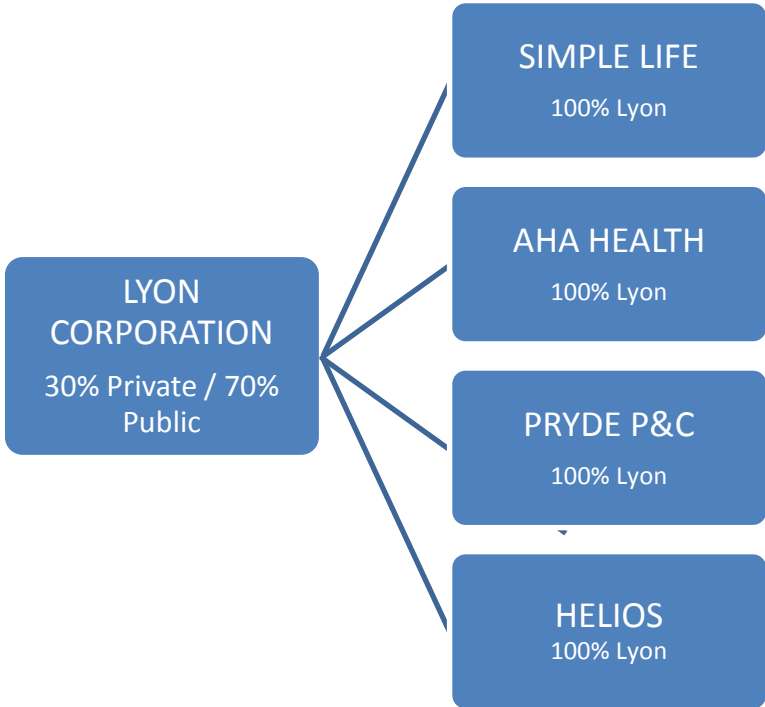 LYON
CORPORATION
30% Private / 70%
Public
SIMPLE LIFE
100% Lyon
AHA HEALTH
100% Lyon
PRYDE P&C
100% Lyon
HELIOS
100% Lyon